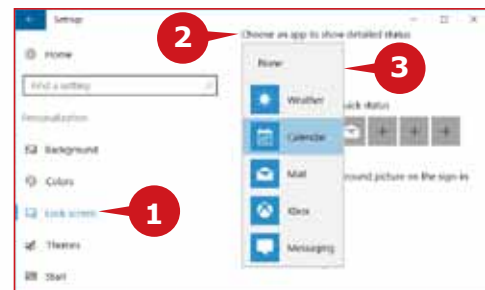 Settings
Home
Find a setting
Personalization
Background
Colors
Lock screen
Themes
Start
Choose an app to show detailed status
None
Weather
Calendar
Mail
Xbox
Messaging
status
round picture on the sign-in
1
2
3